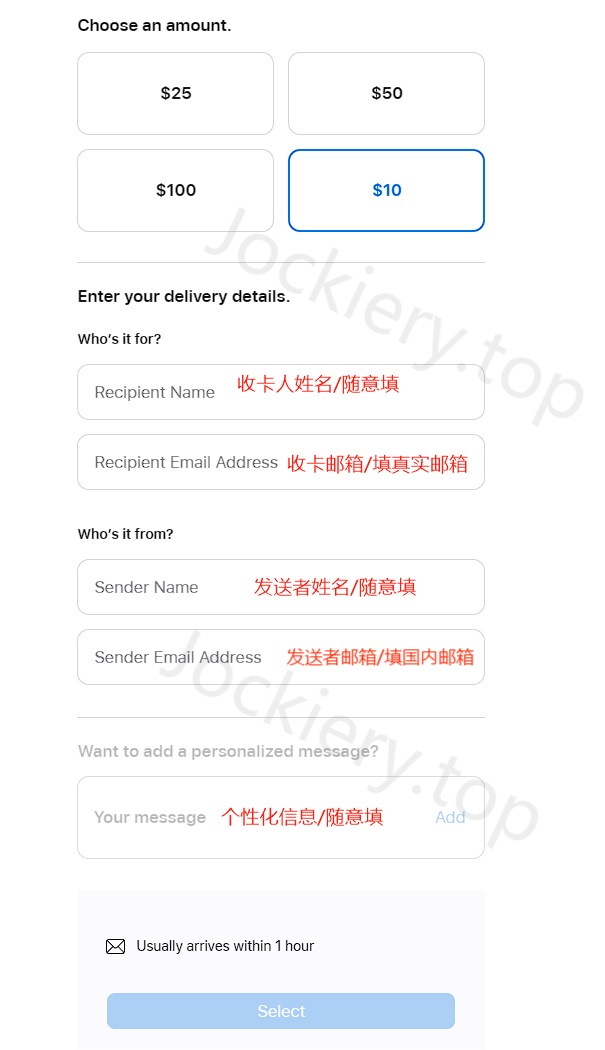 Choose an amount.
$25
$50
$100
$10
Enter your delivery details.
Who's it for?
Recipient Name 收卡人姓名/随意填
Recipient Email Address 收卡邮箱/填真实邮箱
Who's it from?
Sender Name 发送者姓名/随意填
Sender Email Address 发送者邮箱/填国内邮箱
Want to add a personalized message?
Your message 个性化信息/随意填 Add
Usually arrives within 1 hour
Select
Jockiery.top
Jockiery.top